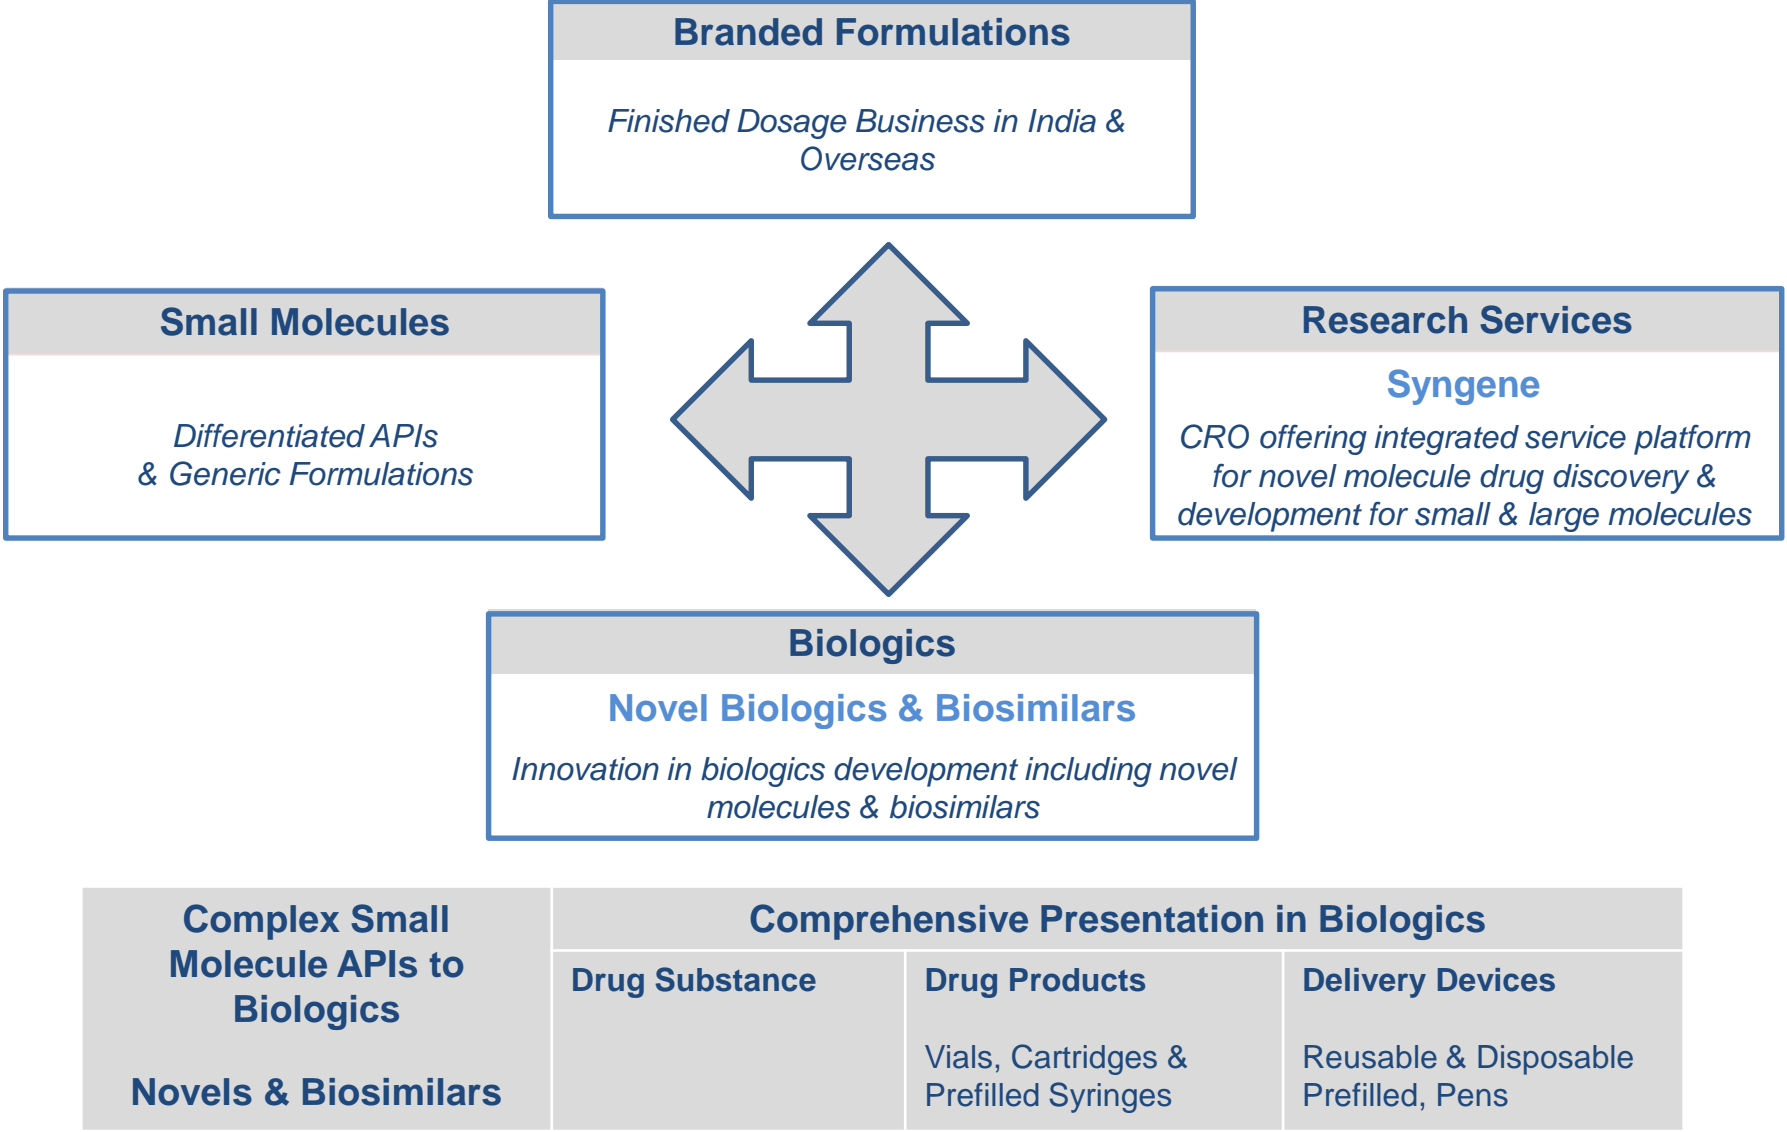 Branded Formulations
Finished Dosage Business in India &
Overseas
Small Molecules
Differentiated APIs
& Generic Formulations
Research Services
Syngene
CRO offering integrated service platform
for novel molecule drug discovery &
development for small & large molecules
Biologics
Novel Biologics & Biosimilars
Innovation in biologics development including novel
molecules & biosimilars
Complex Small
Molecule APIs to
Biologics
Novels & Biosimilars
Comprehensive Presentation in Biologics
Drug Substance
Drug Products
Vials, Cartridges &
Prefilled Syringes
Delivery Devices
Reusable & Disposable
Prefilled, Pens